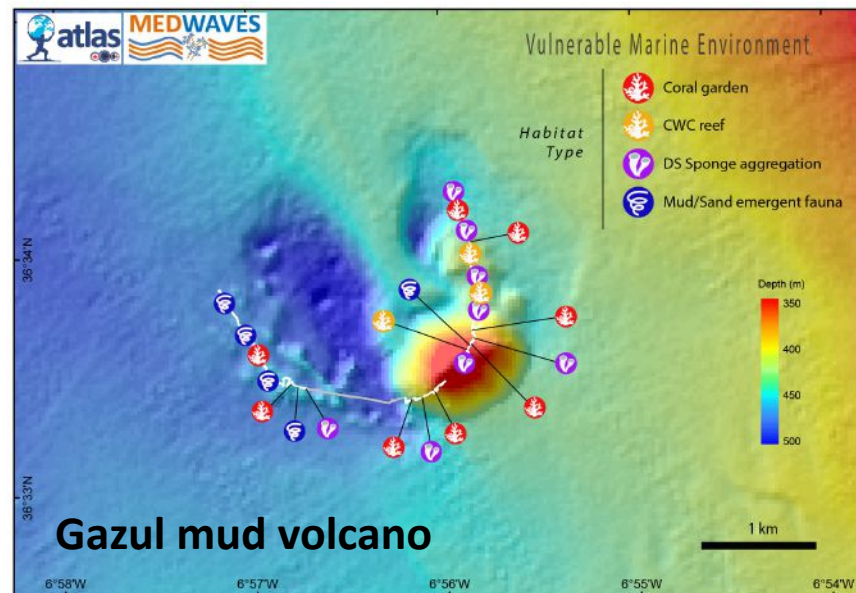 atlas
MEDWAVES
Vulnerable Marine Environment
Habitat
Type
Coral garden
CWC reef
DS Sponge aggregation
Mud/Sand emergent fauna
36°34'N
Depth (m)
350
400
450
500
36°33'N
Gazul mud volcano
1 km
6°58'W
6°57'W
6°56'W
6°55'W
6°54'W